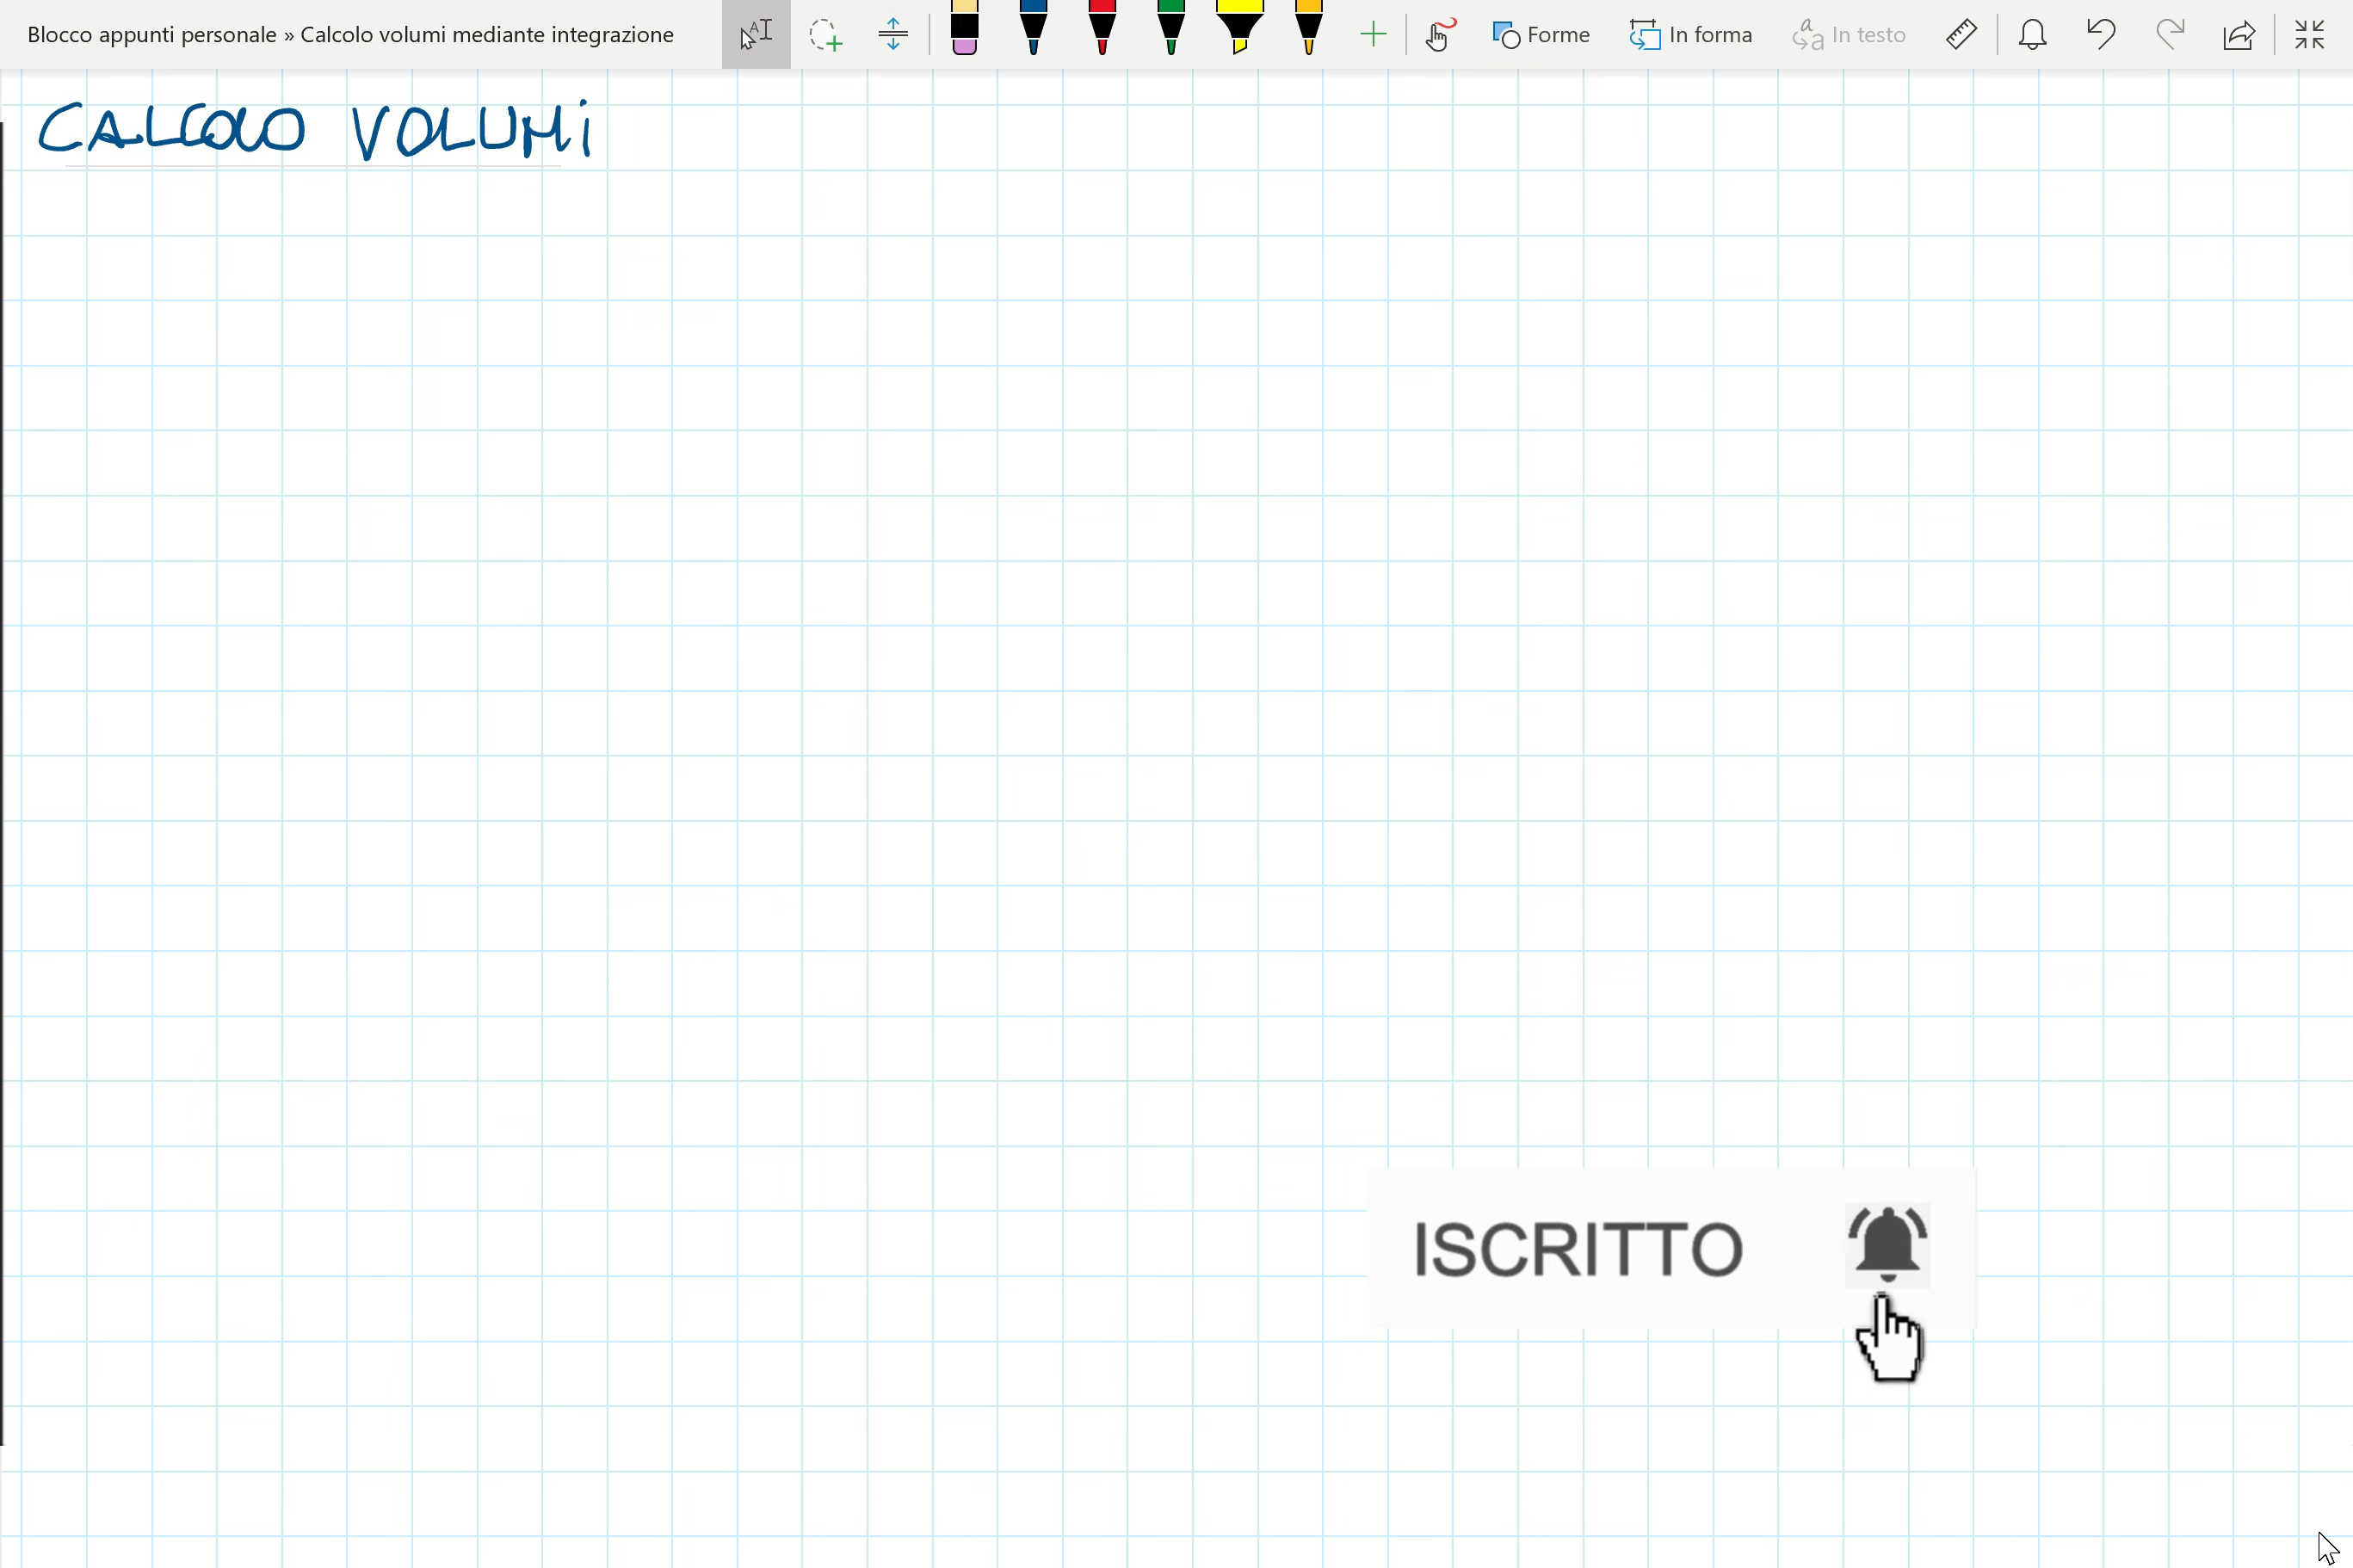 Blocco appunti personale » Calcolo volumi mediante integrazione
Forme
In forma
In testo
CALCOLO VOLUMI
ISCRITTO